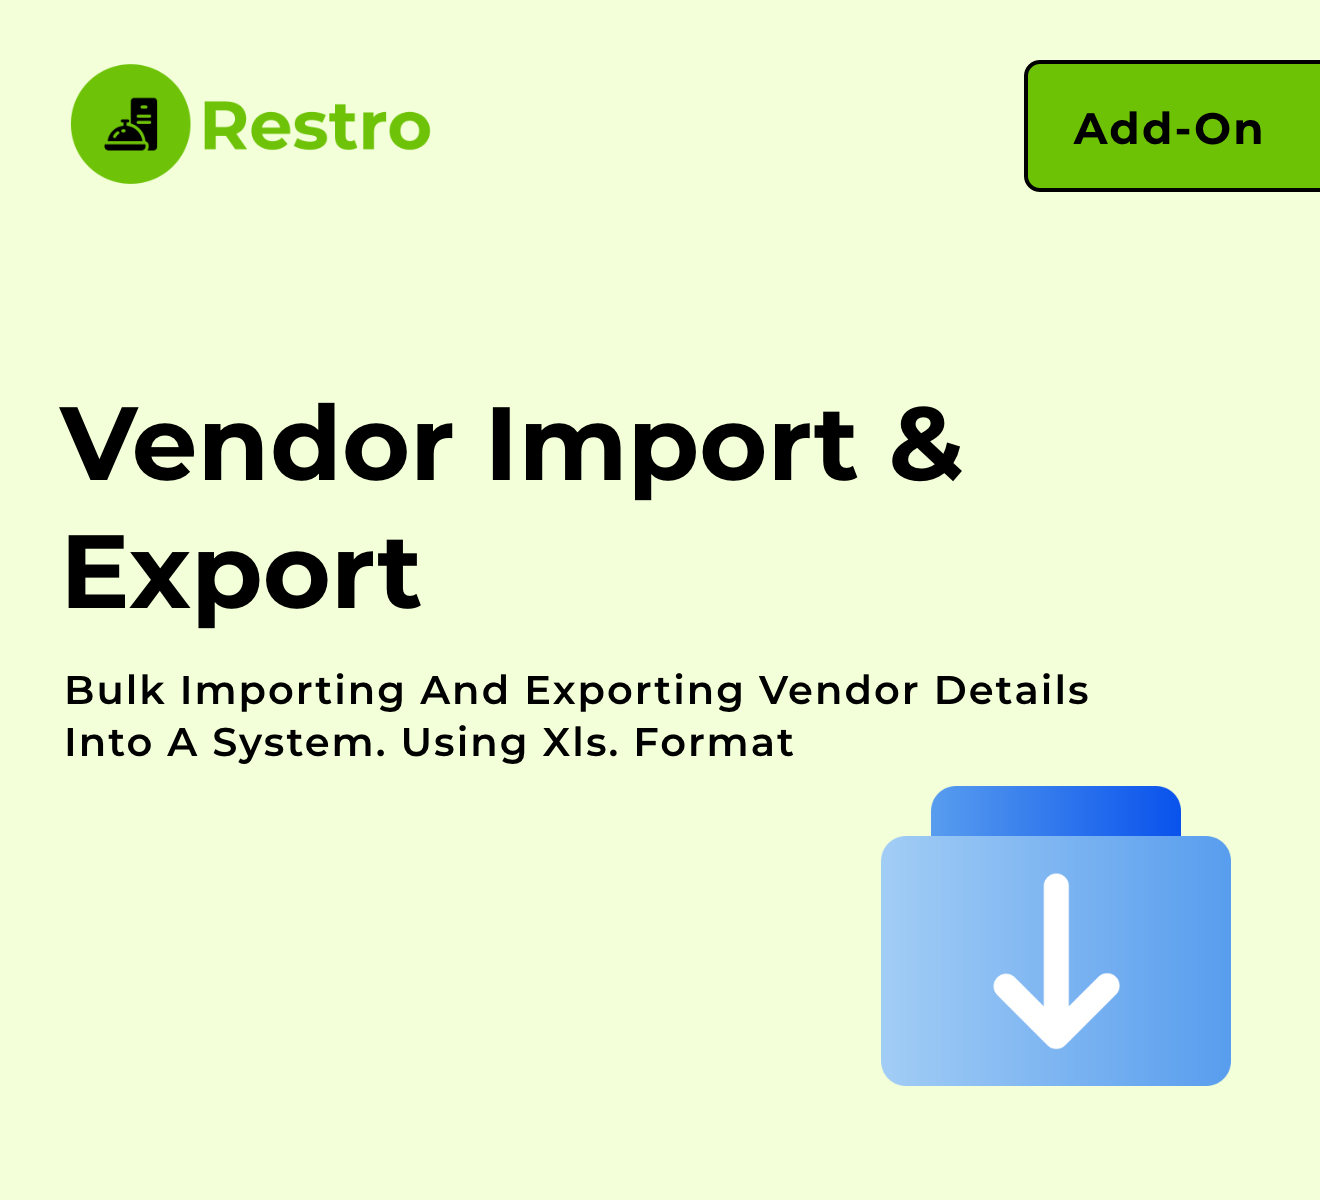 Restro
Add-On
Vendor Import &
Export
Bulk Importing And Exporting Vendor Details
Into A System. Using Xls. Format